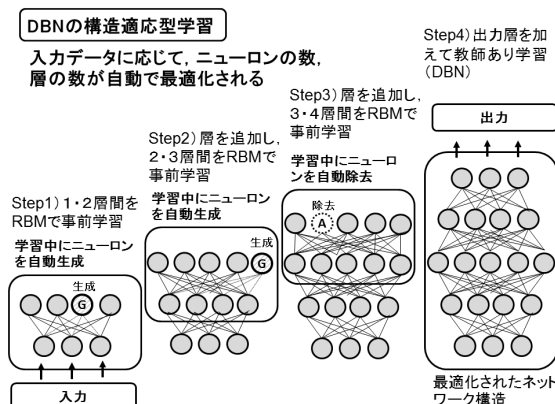 DBNの構造適応型学習
入力データに応じて，ニューロンの数，
層の数が自動で最適化される
Step1）1・2層間を
RBMで事前学習
学習中にニューロン
を自動生成
生成
G
入力
Step2）層を追加し，
2・3層間をRBMで
事前学習
学習中にニューロン
を自動生成
生成
G
Step3）層を追加し，
3・4層間をRBMで
事前学習
学習中にニューロ
ンを自動除去
除去
A
Step4）出力層を加
えて教師あり学習
（DBN）
出力
最適化されたネット
ワーク構造